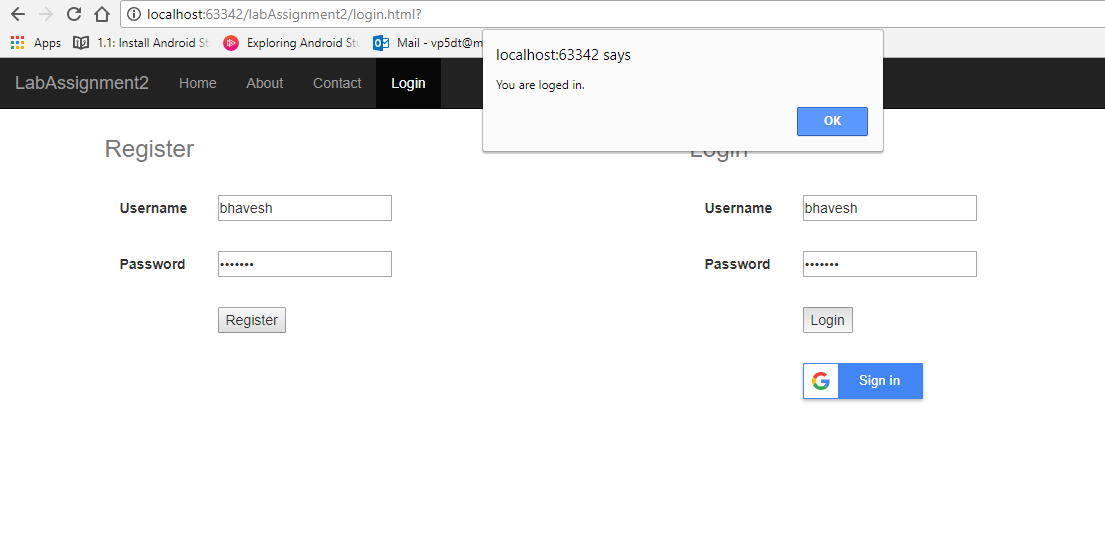 localhost:63342/labAssignment2/login.html?
Apps 1.1: Install Android St Exploring Android Stu Mail - vp5dt@m
localhost:63342 says
You are loged in.
OK
LabAssignment2 Home About Contact Login
Register Login
Username bhavesh Username bhavesh
Password ••••••• Password •••••••
Register Login
Sign in